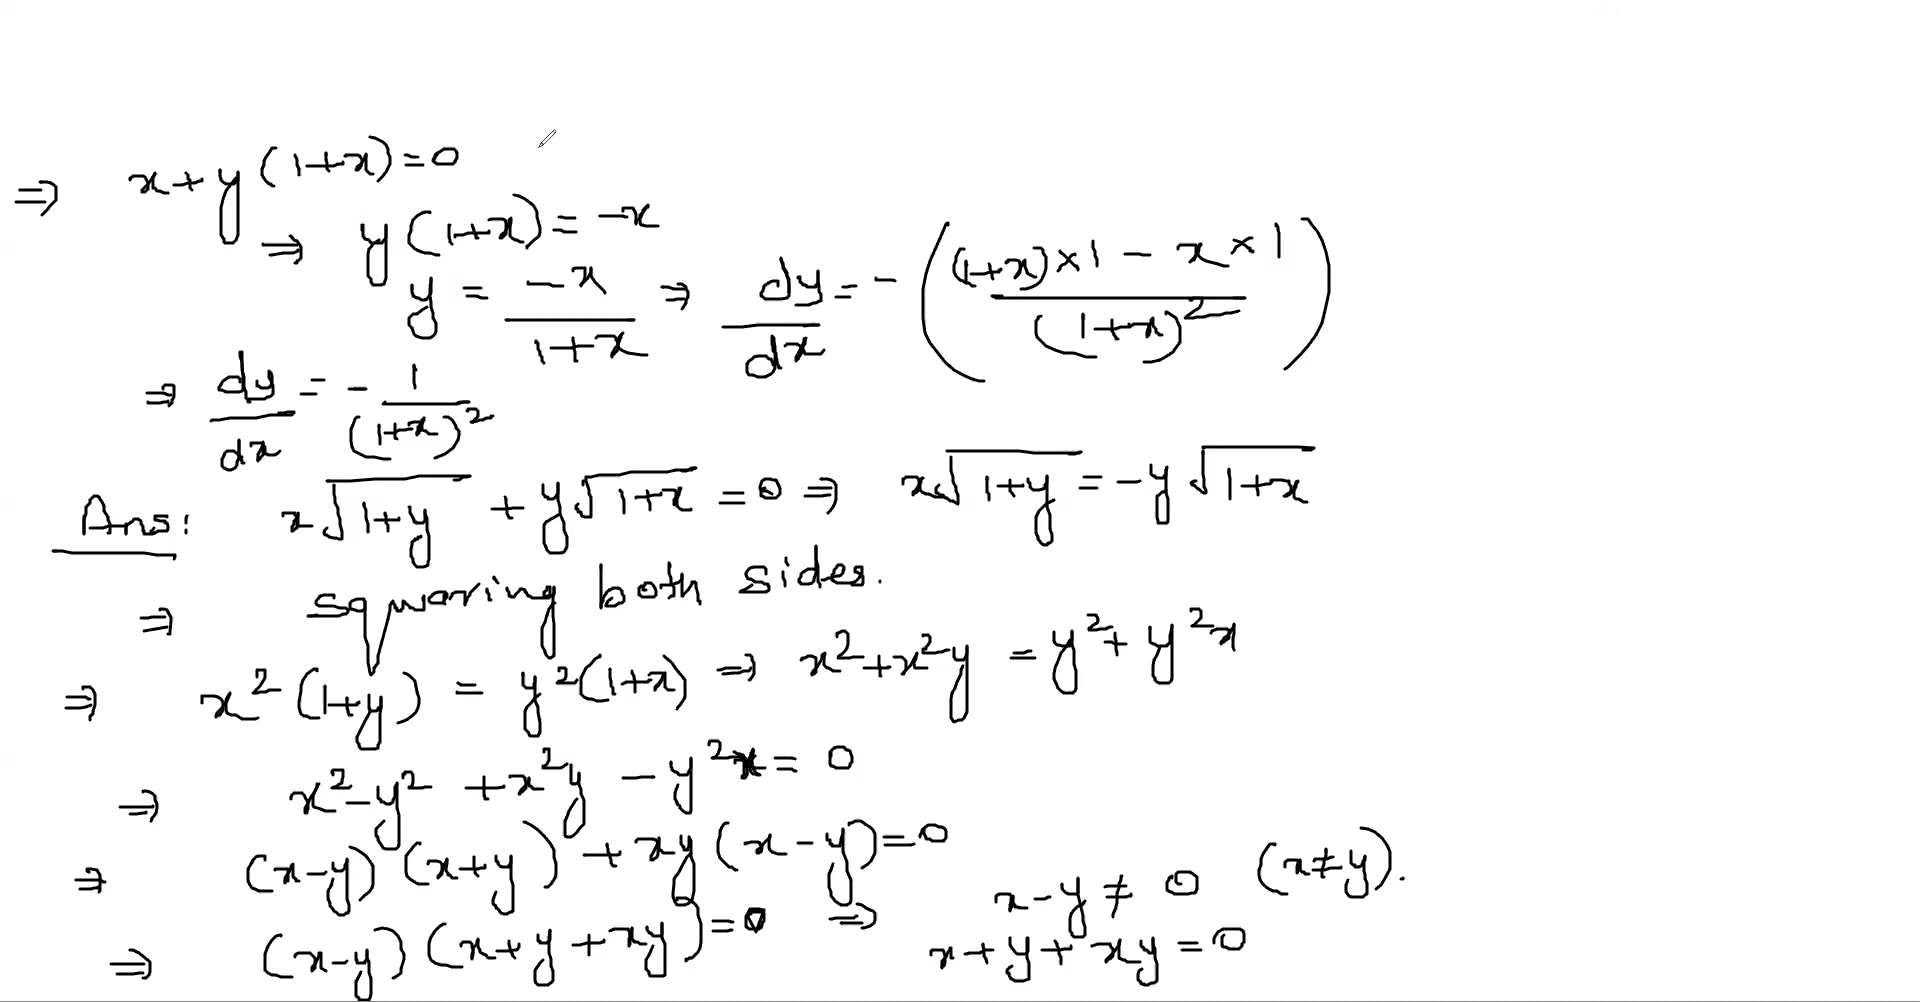 ⇒ x+y(1+x)=0
⇒ y(1+x)=-x
y = -x/(1+x) ⇒ dy/dx = -(((1+x)×1 - x×1)/(1+x)²)
⇒ dy/dx = -1/(1+x)²
Ans: x√(1+y) + y√(1+x) = 0 ⇒ x√(1+y) = -y√(1+x)
⇒ squaring both sides.
⇒ x²(1+y) = y²(1+x) ⇒ x²+x²y = y²+y²x
⇒ x²-y²+x²y-y²x=0
⇒ (x-y)(x+y)+xy(x-y)=0
x-y≠0 (x≠y).
⇒ (x-y)(x+y+xy)=0 ⇒ x+y+xy=0